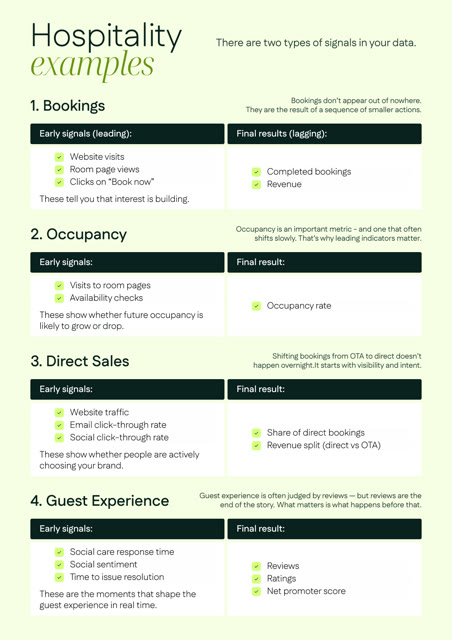 Hospitality
examples
There are two types of signals in your data.
1. Bookings
Bookings don't appear out of nowhere.
They are the result of a sequence of smaller actions.
Early signals (leading):
Website visits
Room page views
Clicks on “Book now”
These tell you that interest is building.
Final results (lagging):
Completed bookings
Revenue
2. Occupancy
Occupancy is an important metric - and one that often
shifts slowly. That's why leading indicators matter.
Early signals:
Visits to room pages
Availability checks
These show whether future occupancy is
likely to grow or drop.
Final result:
Occupancy rate
3. Direct Sales
Shifting bookings from OTA to direct doesn't
happen overnight.It starts with visibility and intent.
Early signals:
Website traffic
Email click-through rate
Social click-through rate
These show whether people are actively
choosing your brand.
Final result:
Share of direct bookings
Revenue split (direct vs OTA)
4. Guest Experience
Guest experience is often judged by reviews — but reviews are the
end of the story. What matters is what happens before that.
Early signals:
Social care response time
Social sentiment
Time to issue resolution
These are the moments that shape the
guest experience in real time.
Final result:
Reviews
Ratings
Net promoter score